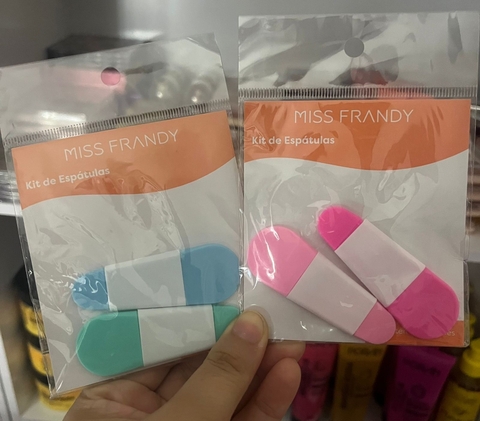 MISS FRANDY
Kit de Espátulas
MISS FRANDY
Kit de Espátulas